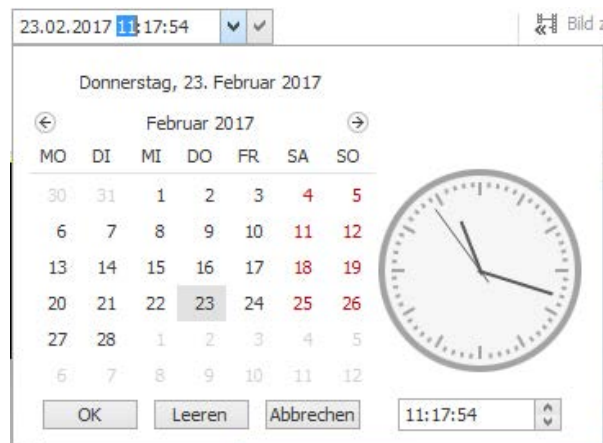 23.02.2017 11:17:54
Bild
Donnerstag, 23. Februar 2017
Februar 2017
MO DI MI DO FR SA SO
30 31 1 2 3 4 5
6 7 8 9 10 11 12
13 14 15 16 17 18 19
20 21 22 23 24 25 26
27 28 1 2 3 4 5
6 7 8 9 10 11 12
OK Leeren Abbrechen 11:17:54